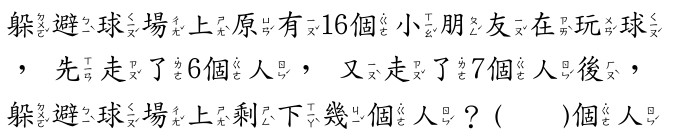 躲避球場上原有16個小朋友在玩球
，先走了6個人，又走了7個人後，
躲避球場上剩下幾個人？(　　)個人